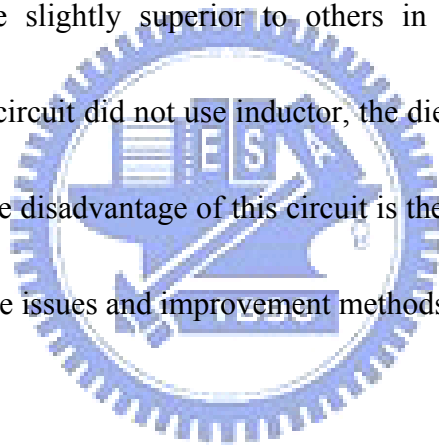 e slightly superior to others in
circuit did not use inductor, the die
e disadvantage of this circuit is the
e issues and improvement methods
E S A
1896